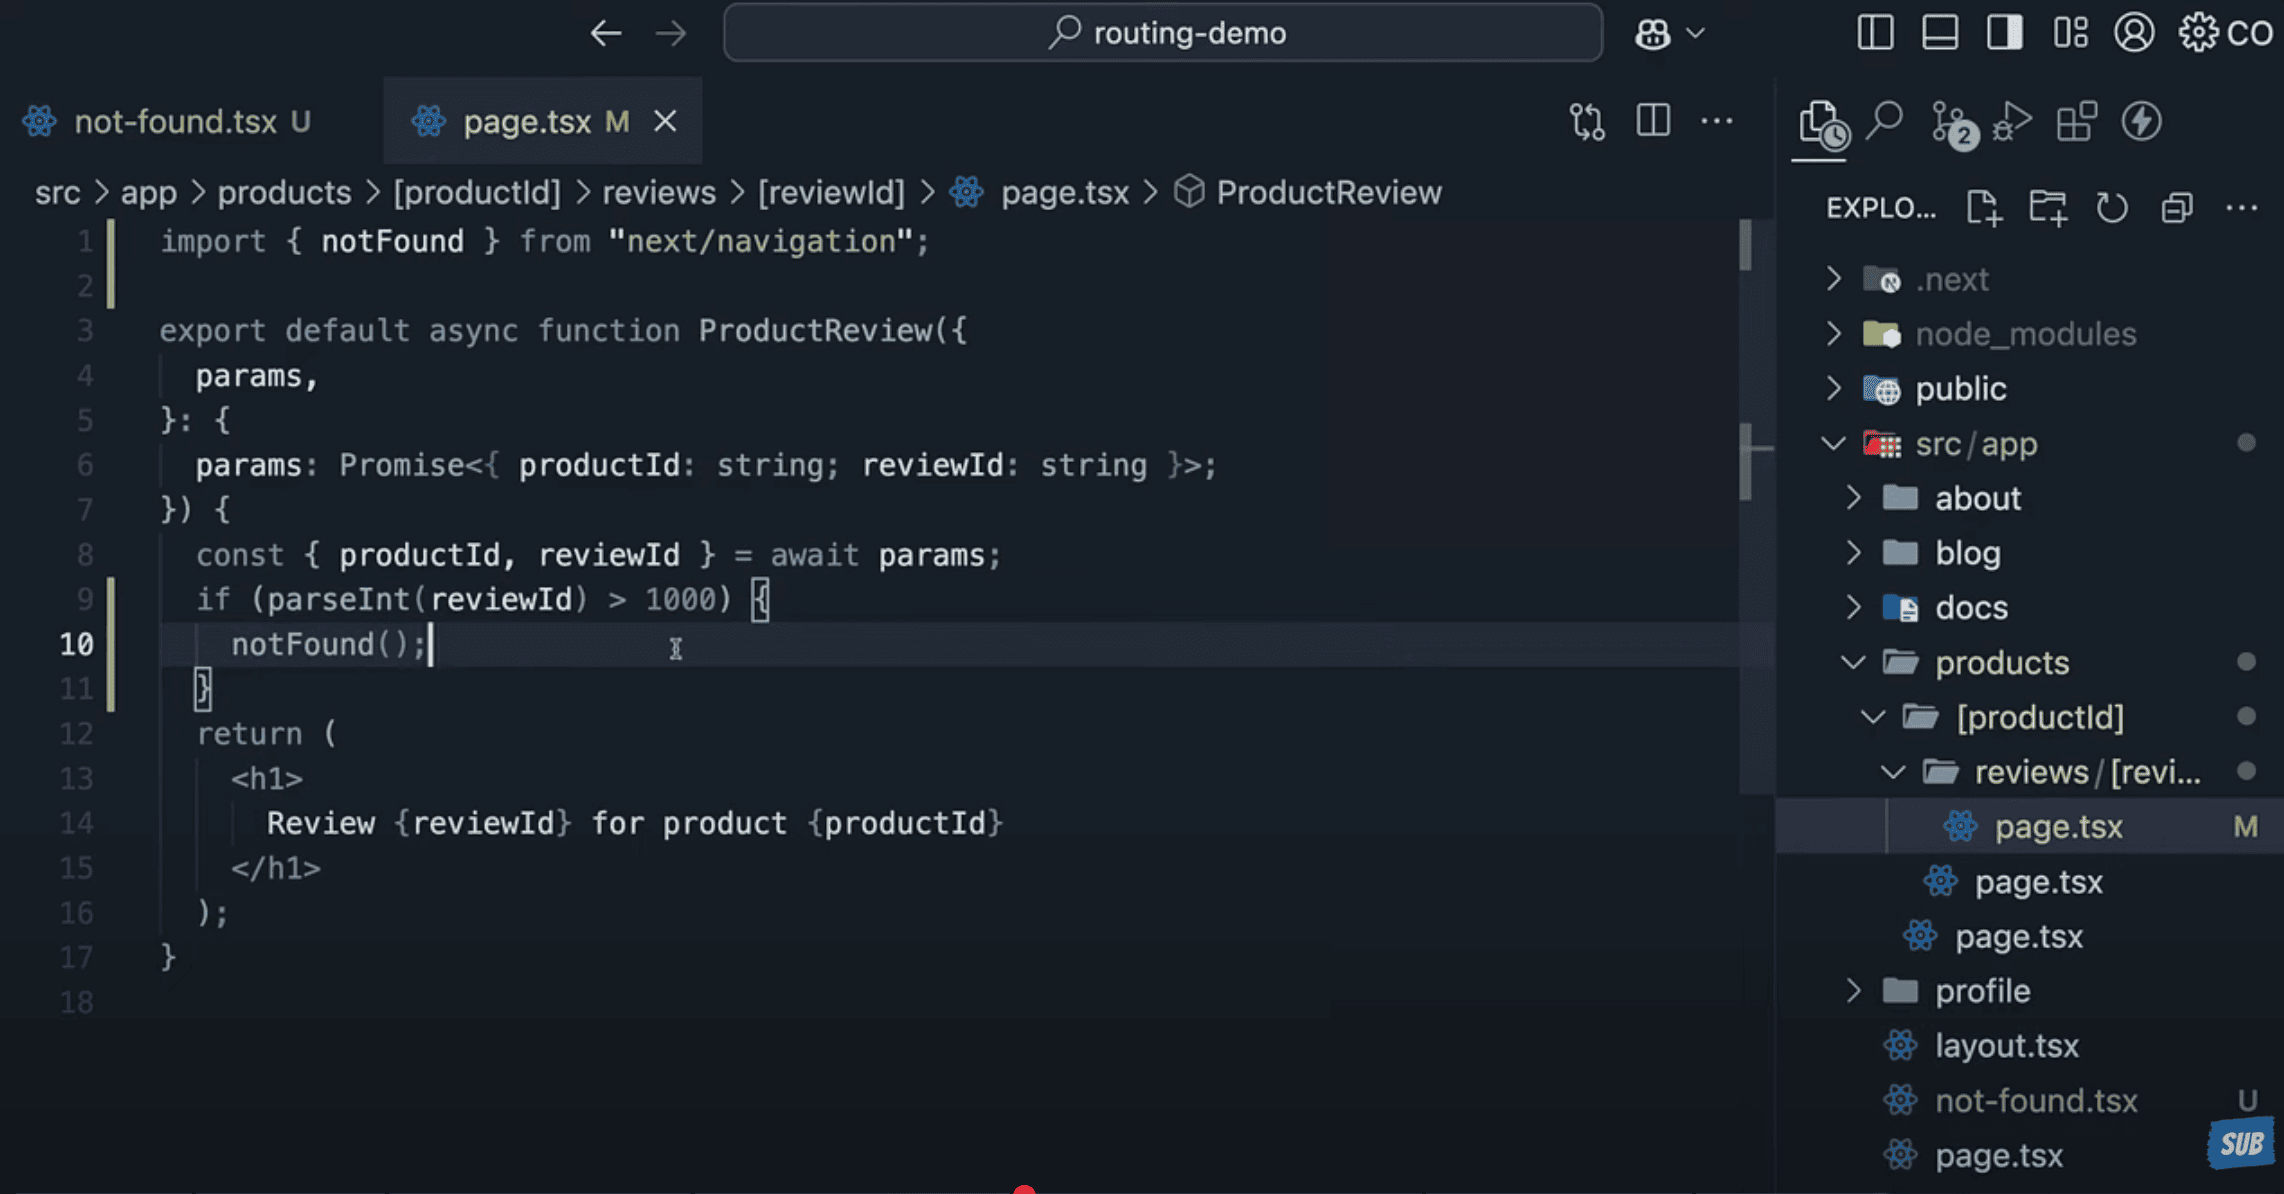 routing-demo
CO
not-found.tsx U
page.tsx M
src > app > products > [productId] > reviews > [reviewId] > page.tsx > ProductReview
1 import { notFound } from "next/navigation";
2
3 export default async function ProductReview({
4 params,
5 }: {
6 params: Promise<{ productId: string; reviewId: string }>;
7 }) {
8 const { productId, reviewId } = await params;
9 if (parseInt(reviewId) > 1000) {
10 notFound();
11 }
12 return (
13 <h1>
14 Review {reviewId} for product {productId}
15 </h1>
16 );
17 }
18
2
EXPLO...
.next
node_modules
public
src/app
about
blog
docs
products
[productId]
reviews/[revi...
page.tsx M
page.tsx
page.tsx
profile
layout.tsx
not-found.tsx U
page.tsx
SUB